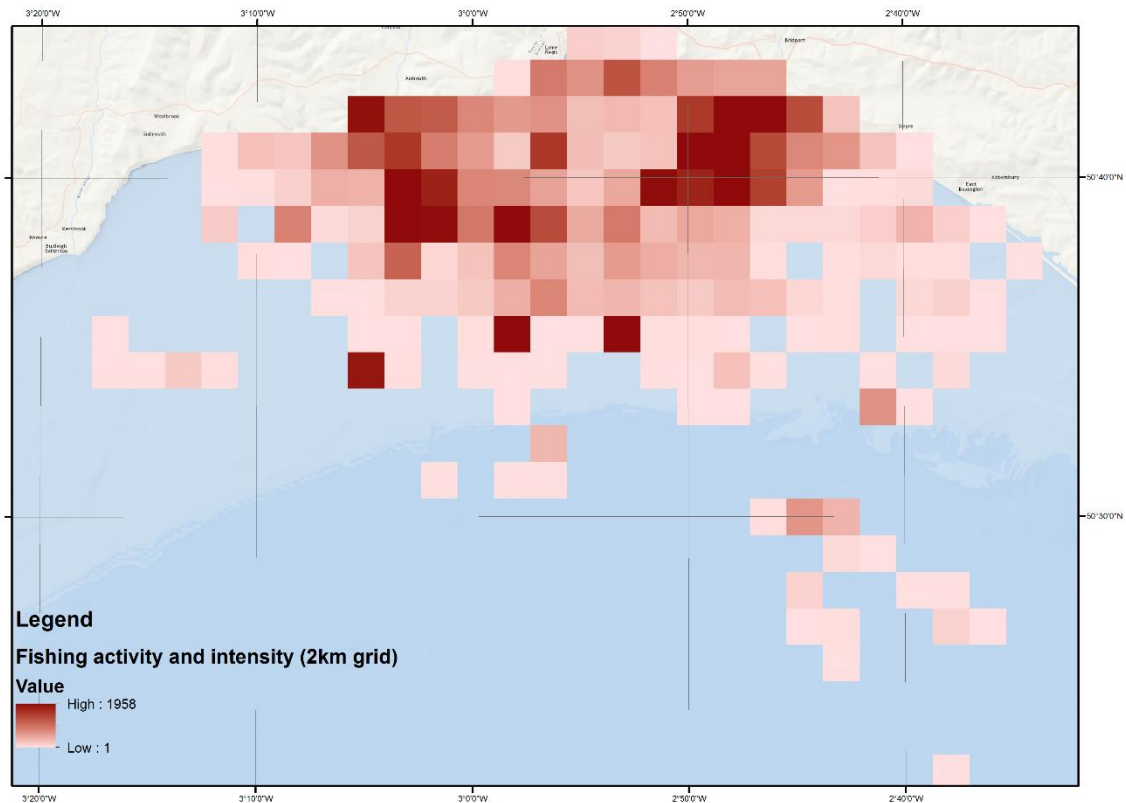 3°20'0"W
3°10'0"W
3°0'0"W
2°50'0"W
2°40'0"W
Bridport
Lyme
Regis
Axmouth
Westbrook
Sidmouth
East
Bexington
Abbotsbury
50°40'0"N
Budleigh
Salterton
50°30'0"N
Legend
Fishing activity and intensity (2km grid)
Value
High : 1958
Low : 1
3°20'0"W
3°10'0"W
3°0'0"W
2°50'0"W
2°40'0"W